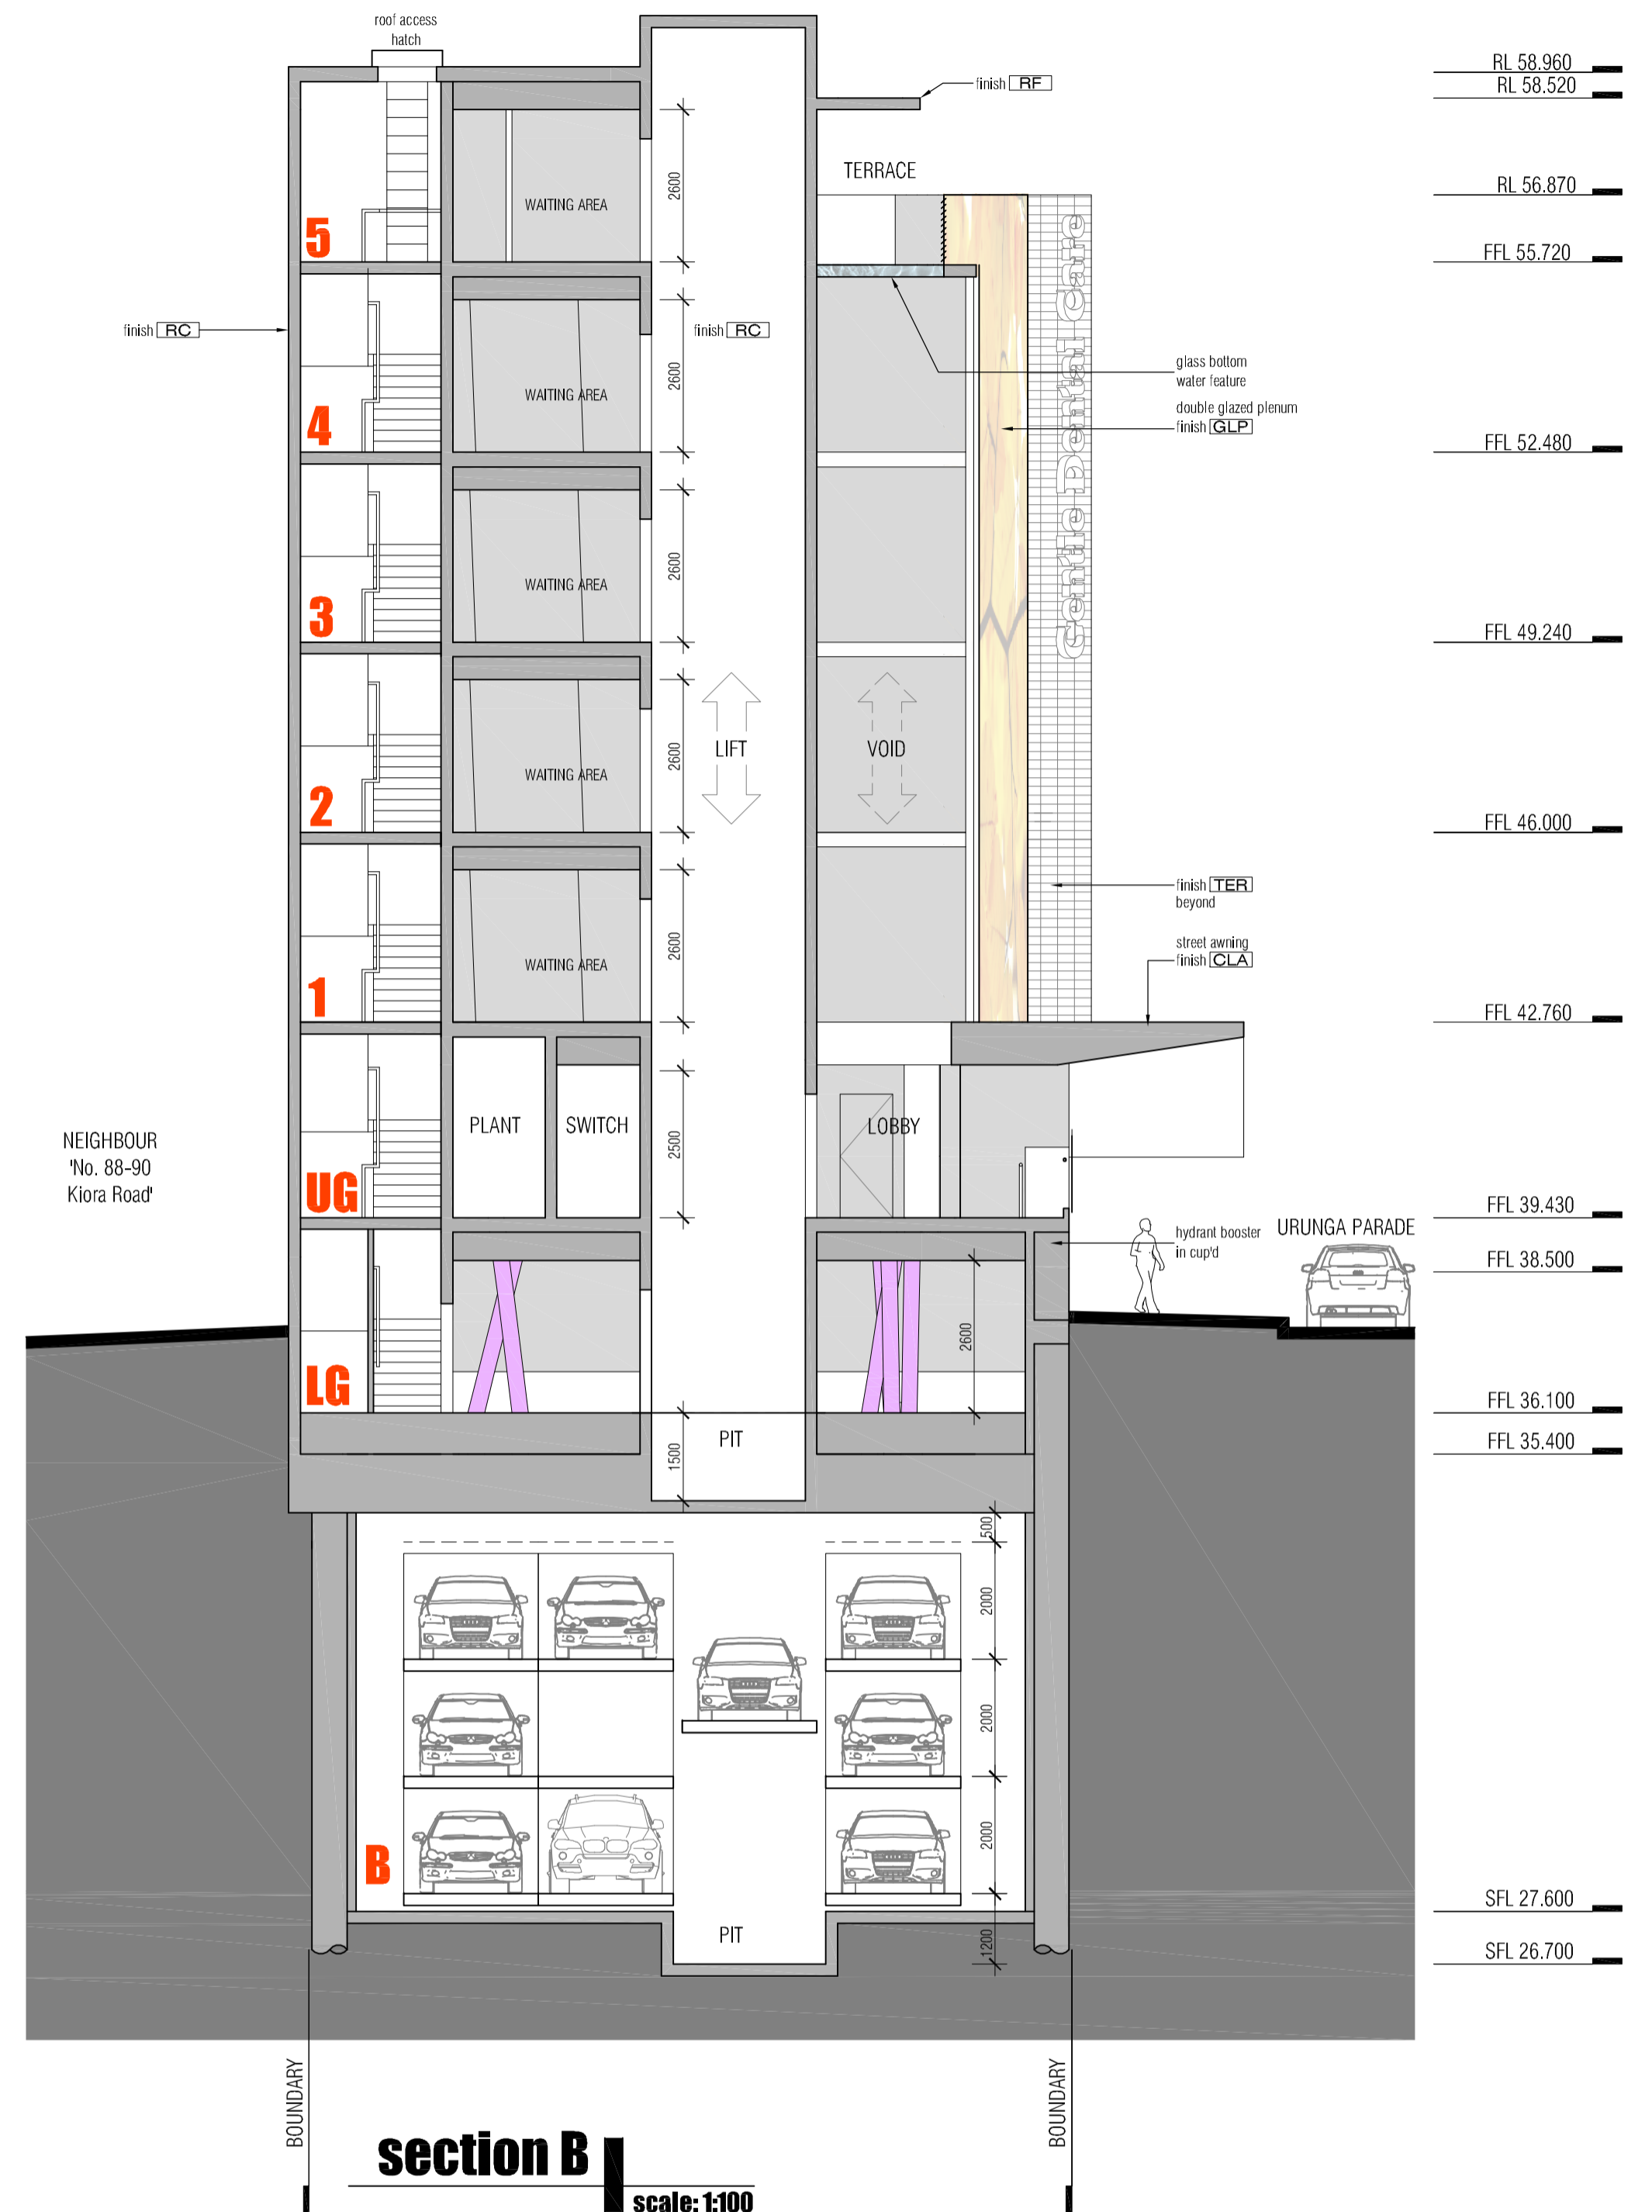 roof access
hatch
RL 58.960
RL 58.520
finish RF
TERRACE
RL 56.870
2600
WAITING AREA
5
FFL 55.720
finish RC
finish RC
glass bottom
water feature
2600
WAITING AREA
double glazed plenum
finish GLP
4
FFL 52.480
Gentle Dental Care
2600
WAITING AREA
3
FFL 49.240
LIFT
VOID
2600
WAITING AREA
2
FFL 46.000
finish TER
beyond
2600
WAITING AREA
street awning
finish CLA
1
FFL 42.760
NEIGHBOUR
'No. 88-90
Kiora Road'
PLANT
SWITCH
2500
LOBBY
UG
FFL 39.430
hydrant booster
in cup'd
URUNGA PARADE
FFL 38.500
2600
LG
FFL 36.100
PIT
1500
FFL 35.400
500
2000
2000
2000
B
SFL 27.600
PIT
1200
SFL 26.700
BOUNDARY
BOUNDARY
section B
scale: 1:100